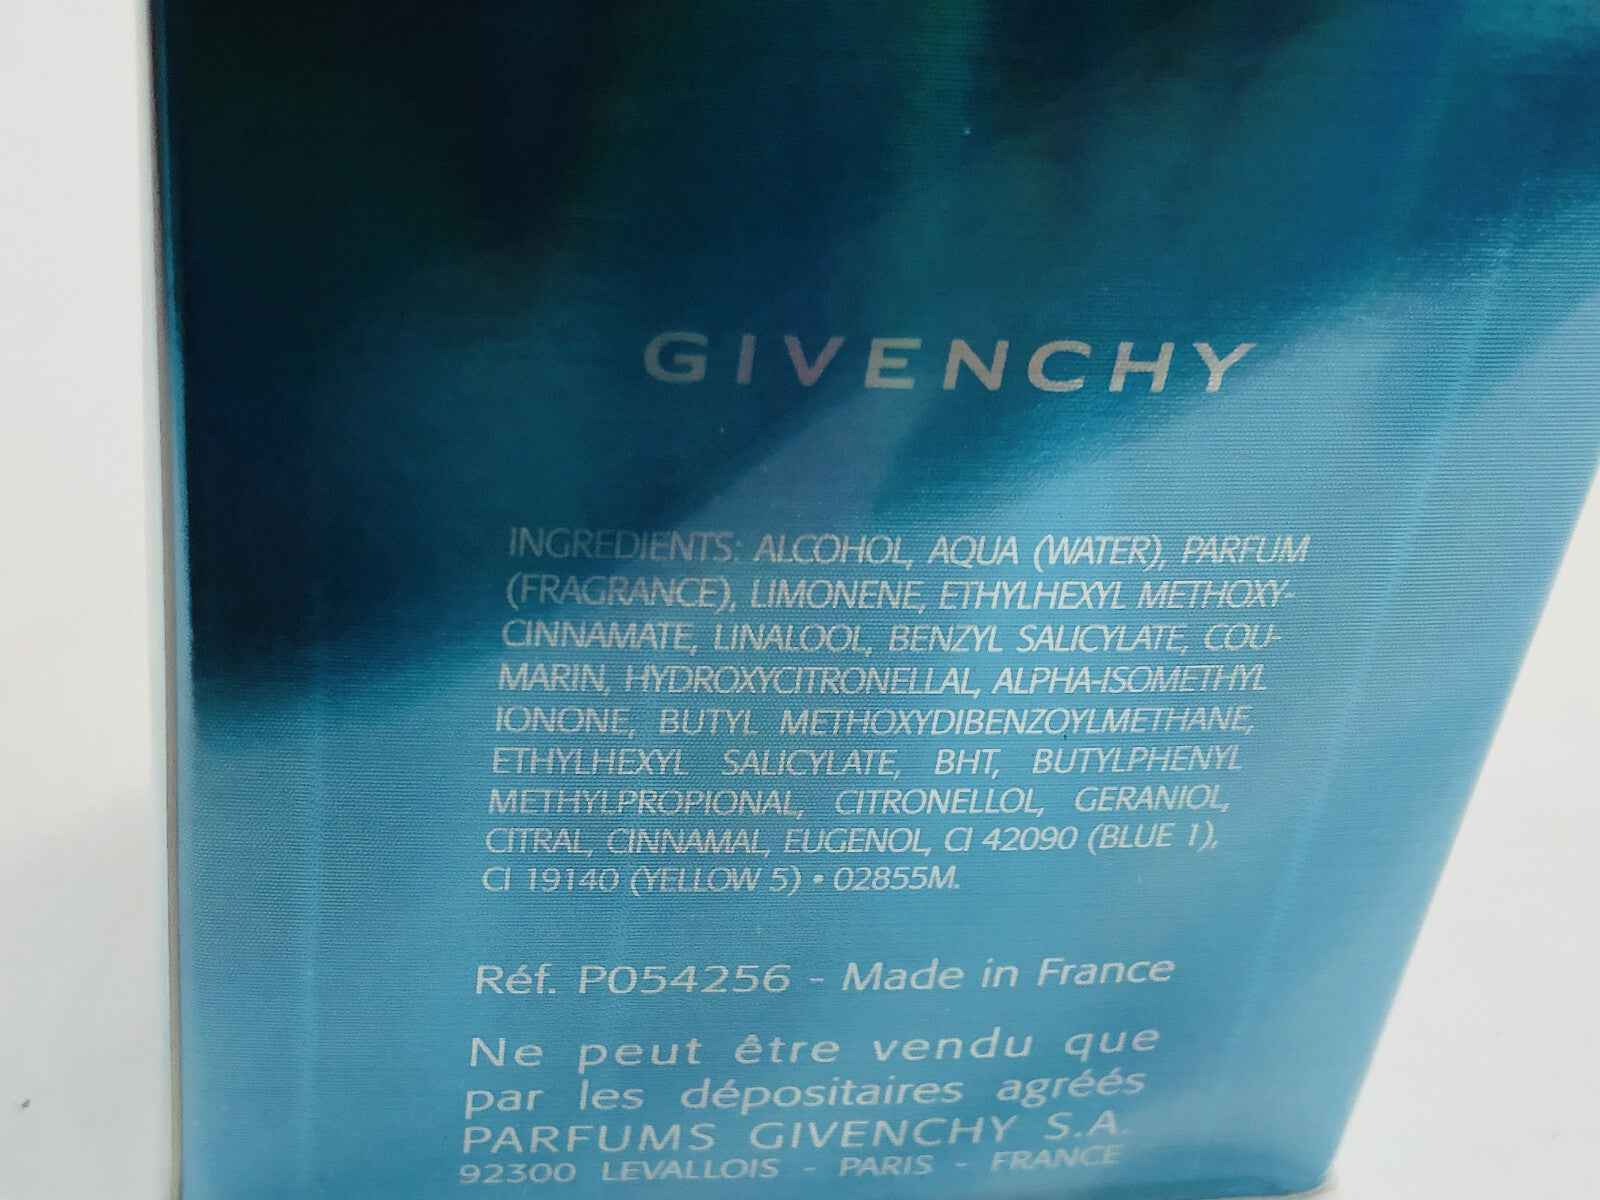 GIVENCHY
INGREDIENTS: ALCOHOL, AQUA (WATER), PARFUM
(FRAGRANCE), LIMONENE, ETHYLHEXYL METHOXY-
CINNAMATE, LINALOOL, BENZYL SALICYLATE, COU-
MARIN, HYDROXYCITRONELLAL, ALPHA-ISOMETHYL
IONONE, BUTYL METHOXYDIBENZOYLMETHANE,
ETHYLHEXYL SALICYLATE, BHT, BUTYLPHENYL
METHYLPROPIONAL, CITRONELLOL, GERANIOL,
CITRAL, CINNAMAL, EUGENOL, CI 42090 (BLUE 1),
CI 19140 (YELLOW 5) • 02855M.
Réf. P054256 - Made in France
Ne peut être vendu que
par les dépositaires agréés
PARFUMS GIVENCHY S.A.
92300 LEVALLOIS - PARIS - FRANCE